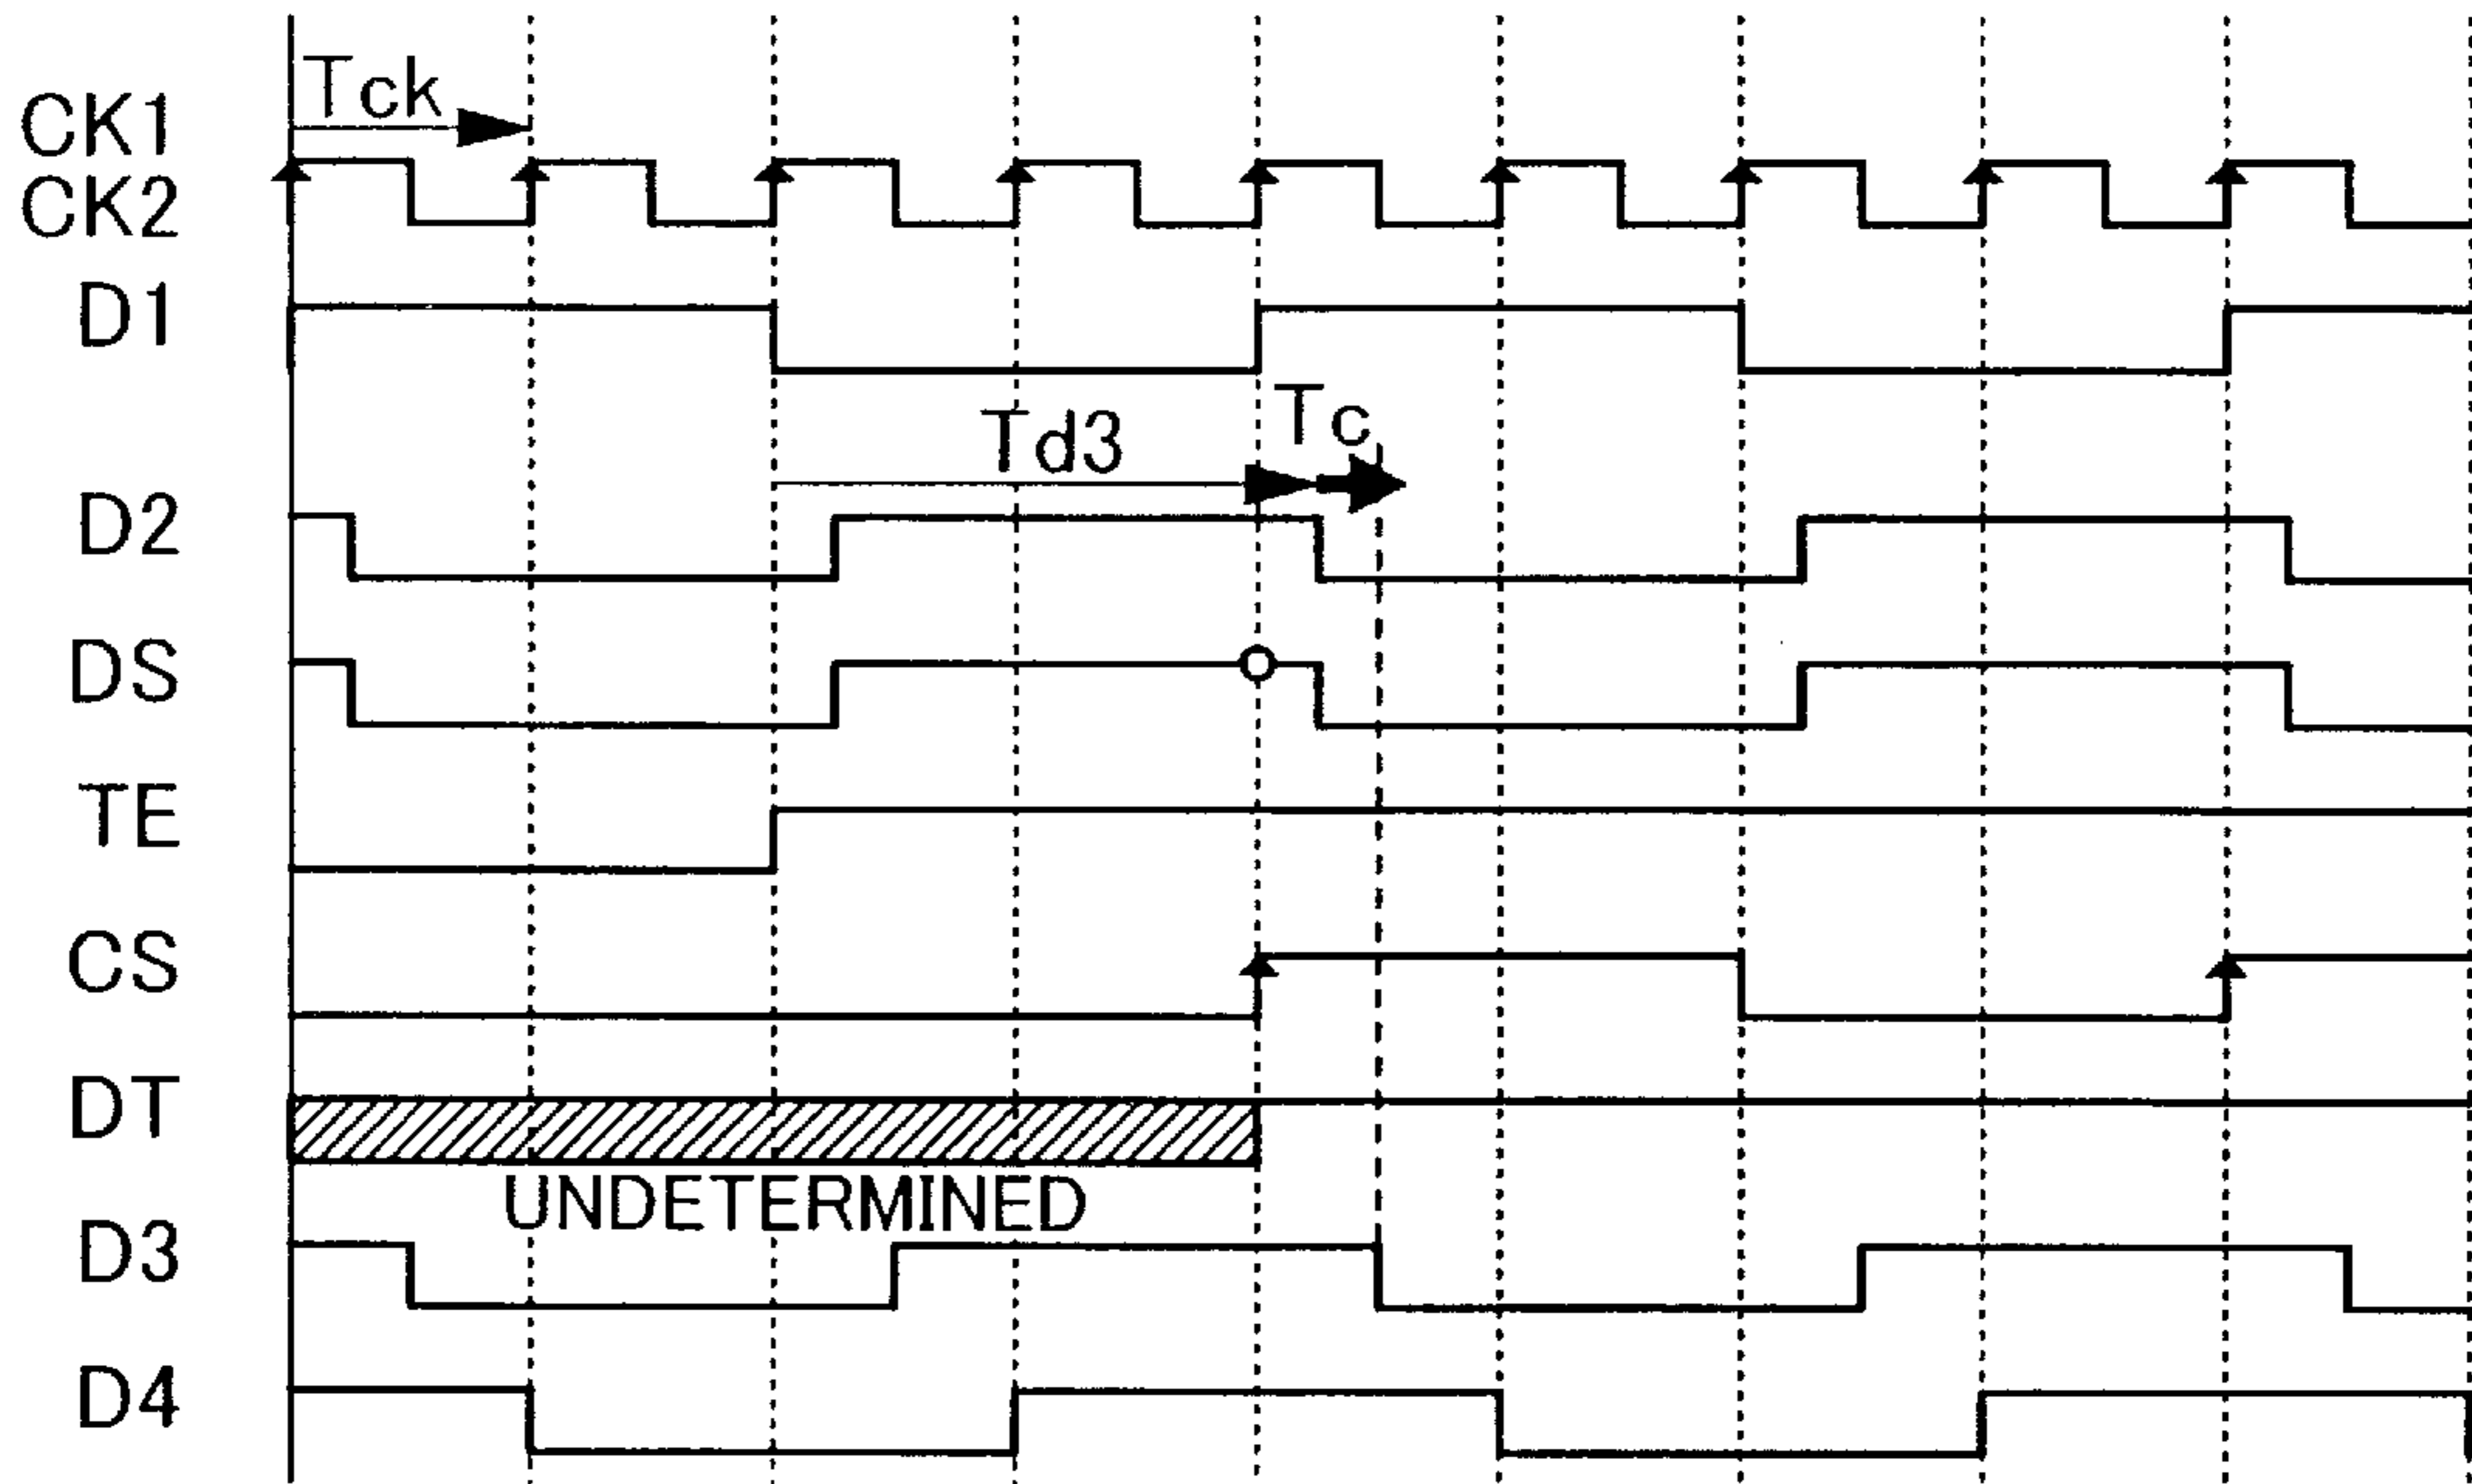 Tck
CK1
CK2
D1
Tc
Td3
D2
DS
TE
CS
DT
UNDETERMINED
D3
D4